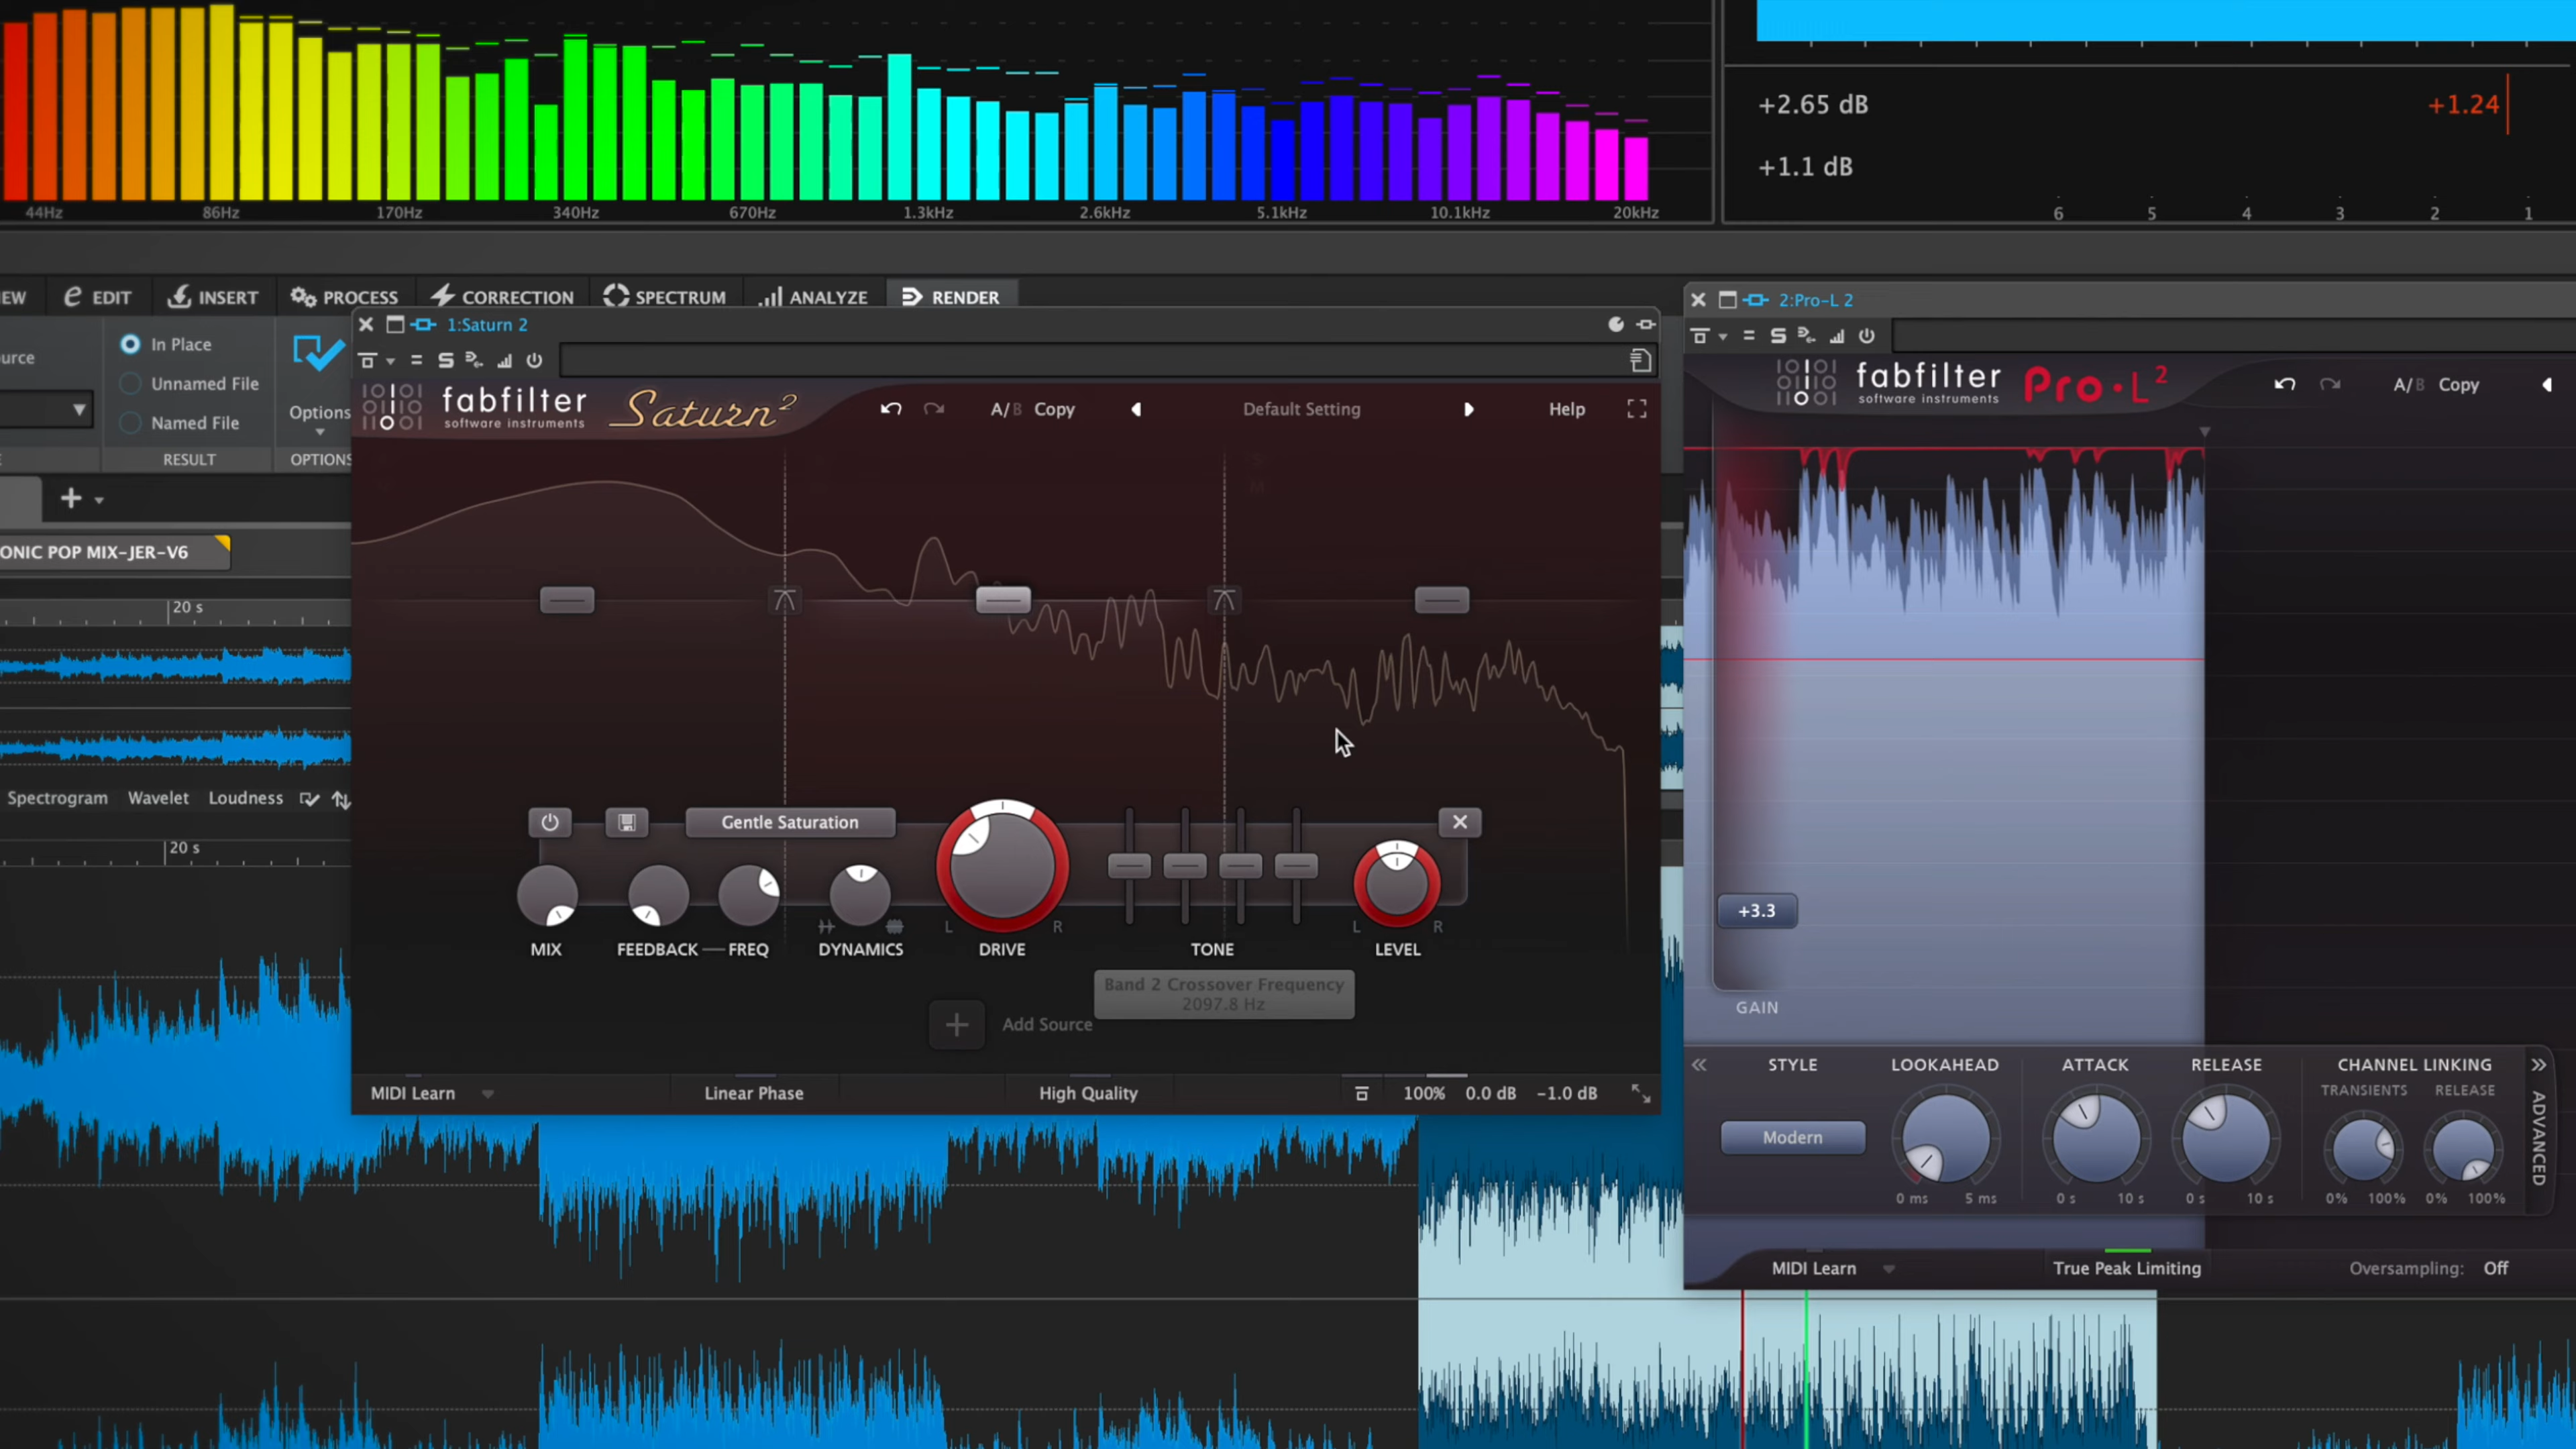 44Hz 86Hz 170Hz 340Hz 670Hz 1.3kHz 2.6kHz 5.1kHz 10.1kHz 20kHz
+2.65 dB +1.24
+1.1 dB
6 5 4 3 2 1
EW EDIT INSERT PROCESS CORRECTION SPECTRUM ANALYZE RENDER
urce
In Place
Unnamed File
Named File
Options
RESULT OPTIONS
ONIC POP MIX-JER-V6
20 s
Spectrogram Wavelet Loudness
20 s
1:Saturn 2
S
fabfilter
software instruments
Saturn 2
A/B Copy Default Setting Help
S
M
Gentle Saturation
L R L R
MIX FEEDBACK FREQ DYNAMICS DRIVE TONE LEVEL
Band 2 Crossover Frequency
2097.8 Hz
Add Source
MIDI Learn Linear Phase High Quality 100% 0.0 dB -1.0 dB
2:Pro-L 2
S
fabfilter
software instruments
Pro·L 2
A/B Copy
+3.3
GAIN
STYLE LOOKAHEAD ATTACK RELEASE CHANNEL LINKING
TRANSIENTS RELEASE
Modern
0 ms 5 ms 0 s 10 s 0 s 10 s 0% 100% 0% 100%
ADVANCED
MIDI Learn True Peak Limiting Oversampling: Off